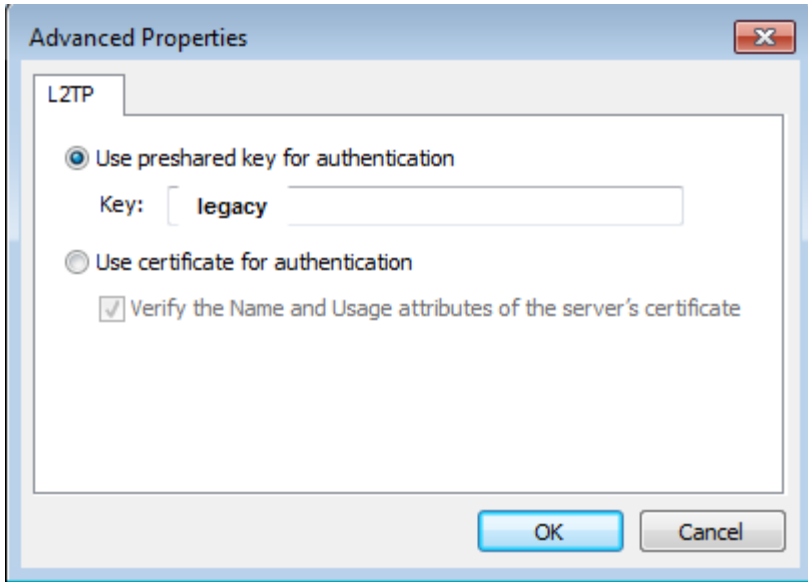 Advanced Properties
L2TP
Use preshared key for authentication
Key: legacy
Use certificate for authentication
Verify the Name and Usage attributes of the server's certificate
OK Cancel